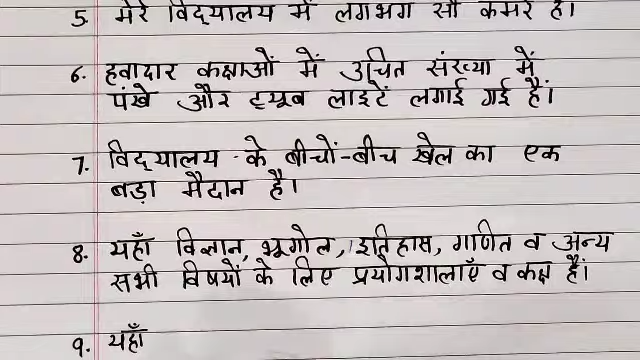 5. मेरे विद्यालय में लगभग सौ कमरे हैं।
6. हवादार कक्षाओं में उचित संख्या में
पंखे और ट्यूब लाइटें लगाई गई हैं।
7. विद्यालय के बीचों-बीच खेल का एक
बड़ा मैदान है।
8. यहाँ विज्ञान, भूगोल, इतिहास, गणित व अन्य
सभी विषयों के लिए प्रयोगशालाएँ व कक्ष हैं।
9. यहाँ